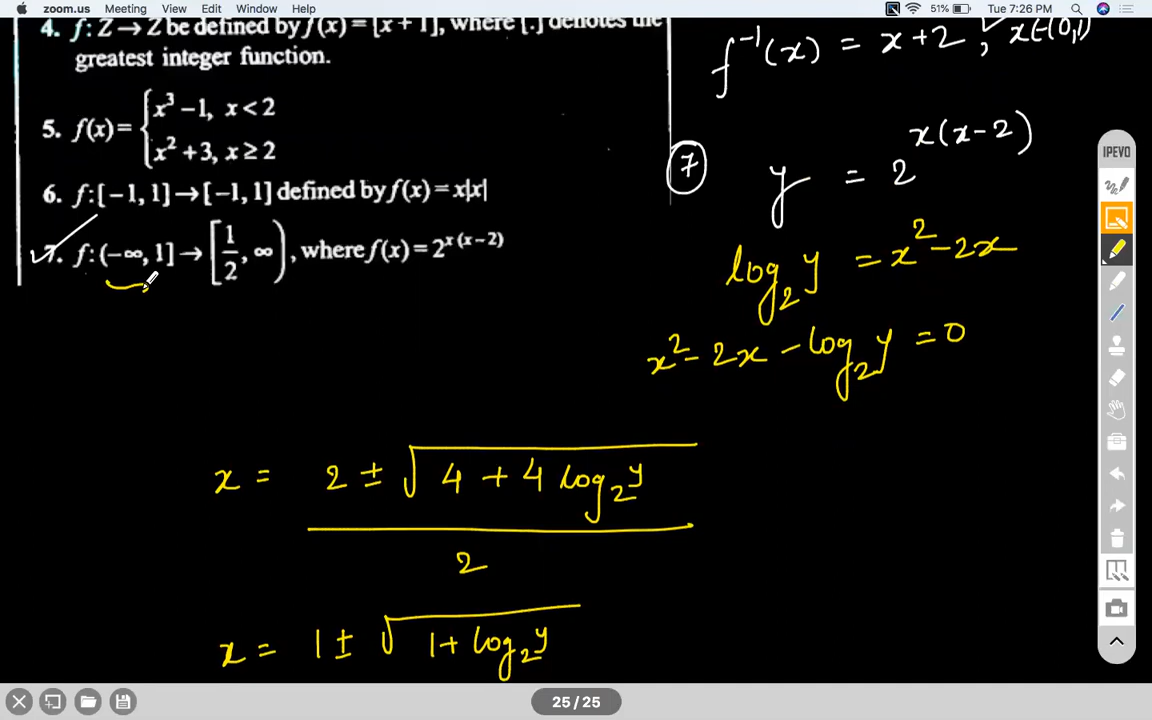 zoom.us Meeting View Edit Window Help 51% Tue 7:26 PM
4. f: Z → Z be defined by f(x) = [x + 1], where [.] denotes the
greatest integer function.
5. f(x) = { x³ − 1, x < 2
x² + 3, x ≥ 2
6. f: [−1, 1] → [−1, 1] defined by f(x) = x|x|
7. f: (−∞, 1] → [1/2, ∞), where f(x) = 2^{x(x−2)}
f⁻¹(x) = x+2, x∈(0,1)
7 y = 2^{x(x−2)}
log₂y = x² − 2x
x² − 2x − log₂y = 0
x = (2 ± √(4 + 4 log₂y)) / 2
x = 1 ± √(1 + log₂y)
IPEVO
25 / 25